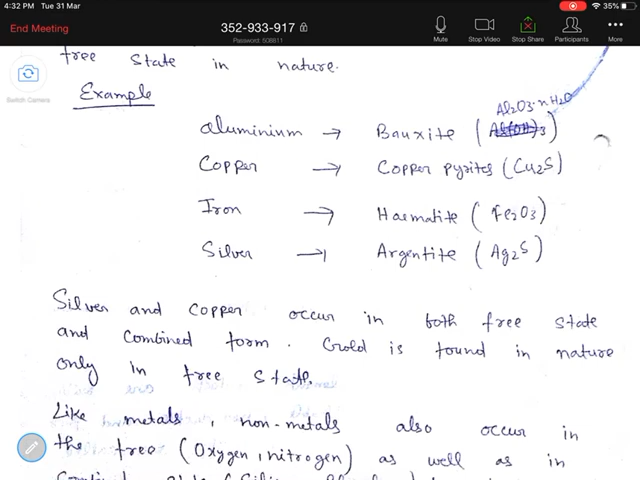 4:32 PM Tue 31 Mar
35%
End Meeting
352-933-917
Password: 508811
Mute
Stop Video
Stop Share
Participants
More
Switch Camera
free state in nature.
Example
Al2O3·nH2O
aluminium → Bauxite ( )
Copper → Copper pyrites (Cu2S)
Iron → Haematite (Fe2O3)
Silver → Argentite (Ag2S)
Silver and copper occur in both free state
and combined form. Gold is found in nature
only in free state.
Like metals, non-metals also occur in
the free (Oxygen, nitrogen) as well as in